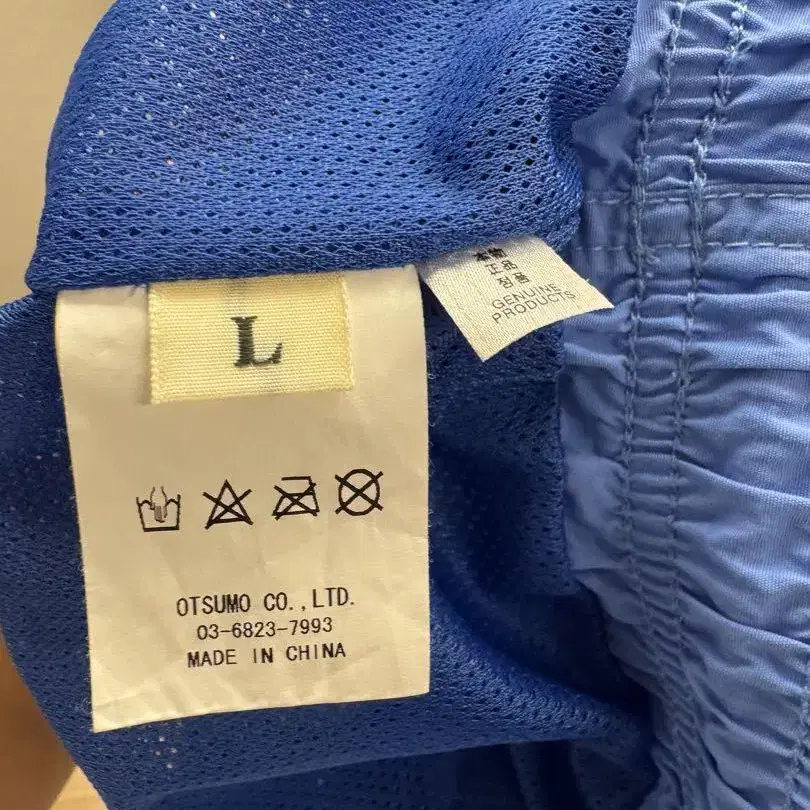 本物
正品
정품
GENUINE
PRODUCTS
L
OTSUMO CO.,LTD.
03-6823-7993
MADE IN CHINA